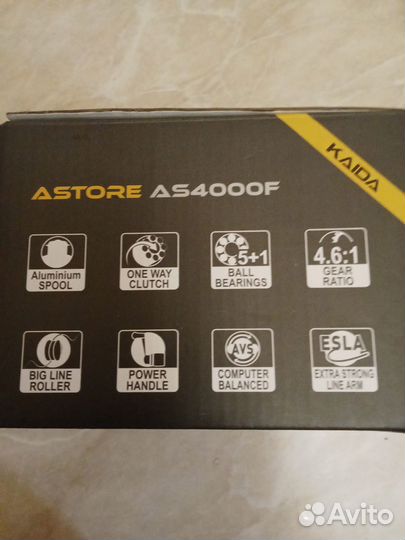 KAIDA
ASTORE AS4000F
Aluminium
SPOOL
ONE WAY
CLUTCH
5+1
BALL
BEARINGS
4.6:1
GEAR
RATIO
BIG LINE
ROLLER
POWER
HANDLE
AVS
COMPUTER
BALANCED
ESLA
EXTRA STRONG
LINE ARM
Avito